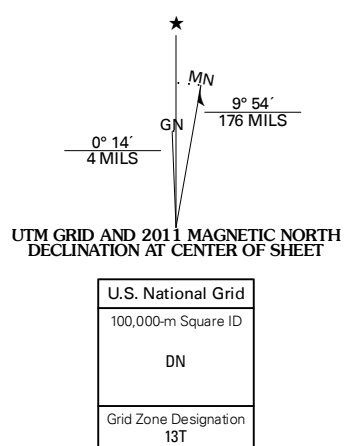 MN
GN
9° 54´
176 MILS
0° 14´
4 MILS
UTM GRID AND 2011 MAGNETIC NORTH
DECLINATION AT CENTER OF SHEET
U.S. National Grid
100,000-m Square ID
DN
Grid Zone Designation
13T